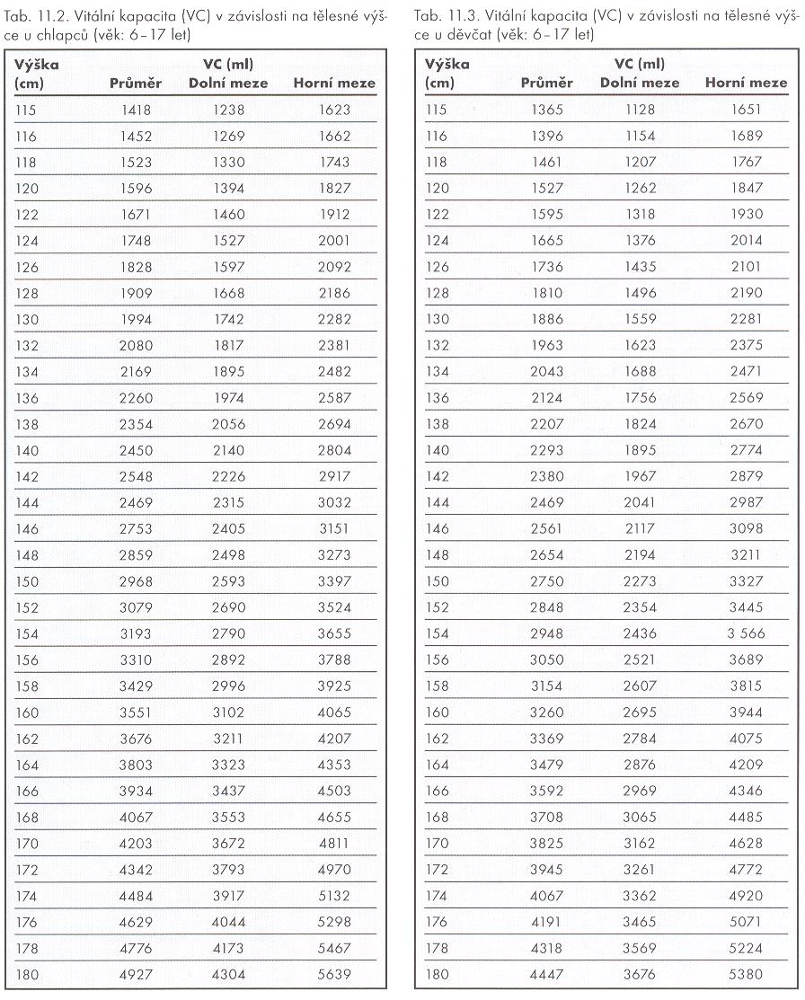 Tab. 11.2. Vitální kapacita (VC) v závislosti na tělesné výš-
ce u chlapců (věk: 6–17 let)
Výška VC (ml)
(cm) Průměr Dolní meze Horní meze
115 1418 1238 1623
116 1452 1269 1662
118 1523 1330 1743
120 1596 1394 1827
122 1671 1460 1912
124 1748 1527 2001
126 1828 1597 2092
128 1909 1668 2186
130 1994 1742 2282
132 2080 1817 2381
134 2169 1895 2482
136 2260 1974 2587
138 2354 2056 2694
140 2450 2140 2804
142 2548 2226 2917
144 2469 2315 3032
146 2753 2405 3151
148 2859 2498 3273
150 2968 2593 3397
152 3079 2690 3524
154 3193 2790 3655
156 3310 2892 3788
158 3429 2996 3925
160 3551 3102 4065
162 3676 3211 4207
164 3803 3323 4353
166 3934 3437 4503
168 4067 3553 4655
170 4203 3672 4811
172 4342 3793 4970
174 4484 3917 5132
176 4629 4044 5298
178 4776 4173 5467
180 4927 4304 5639
Tab. 11.3. Vitální kapacita (VC) v závislosti na tělesné výš-
ce u děvčat (věk: 6–17 let)
Výška VC (ml)
(cm) Průměr Dolní meze Horní meze
115 1365 1128 1651
116 1396 1154 1689
118 1461 1207 1767
120 1527 1262 1847
122 1595 1318 1930
124 1665 1376 2014
126 1736 1435 2101
128 1810 1496 2190
130 1886 1559 2281
132 1963 1623 2375
134 2043 1688 2471
136 2124 1756 2569
138 2207 1824 2670
140 2293 1895 2774
142 2380 1967 2879
144 2469 2041 2987
146 2561 2117 3098
148 2654 2194 3211
150 2750 2273 3327
152 2848 2354 3445
154 2948 2436 3 566
156 3050 2521 3689
158 3154 2607 3815
160 3260 2695 3944
162 3369 2784 4075
164 3479 2876 4209
166 3592 2969 4346
168 3708 3065 4485
170 3825 3162 4628
172 3945 3261 4772
174 4067 3362 4920
176 4191 3465 5071
178 4318 3569 5224
180 4447 3676 5380